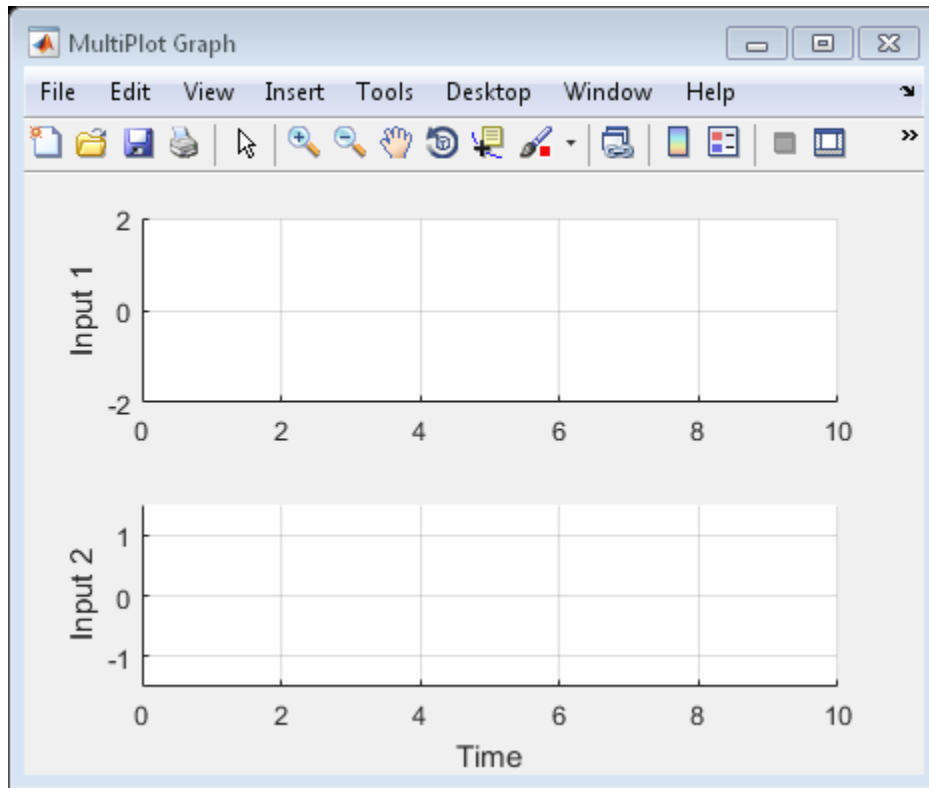 MultiPlot Graph
File Edit View Insert Tools Desktop Window Help
2
Input 1
0
-2
0 2 4 6 8 10
1
Input 2
0
-1
0 2 4 6 8 10
Time